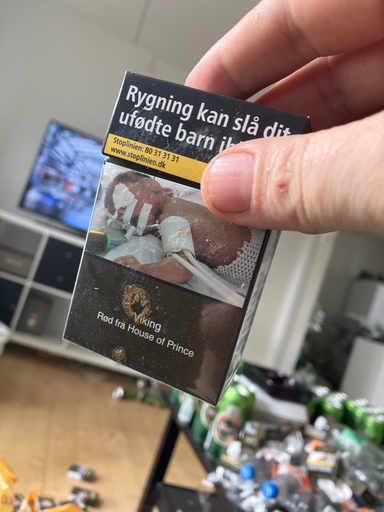 Rygning kan slå dit
ufødte barn ih
Stoplinien: 80 31 31 31
www.stoplinien.dk
Viking
Rød fra House of Prince